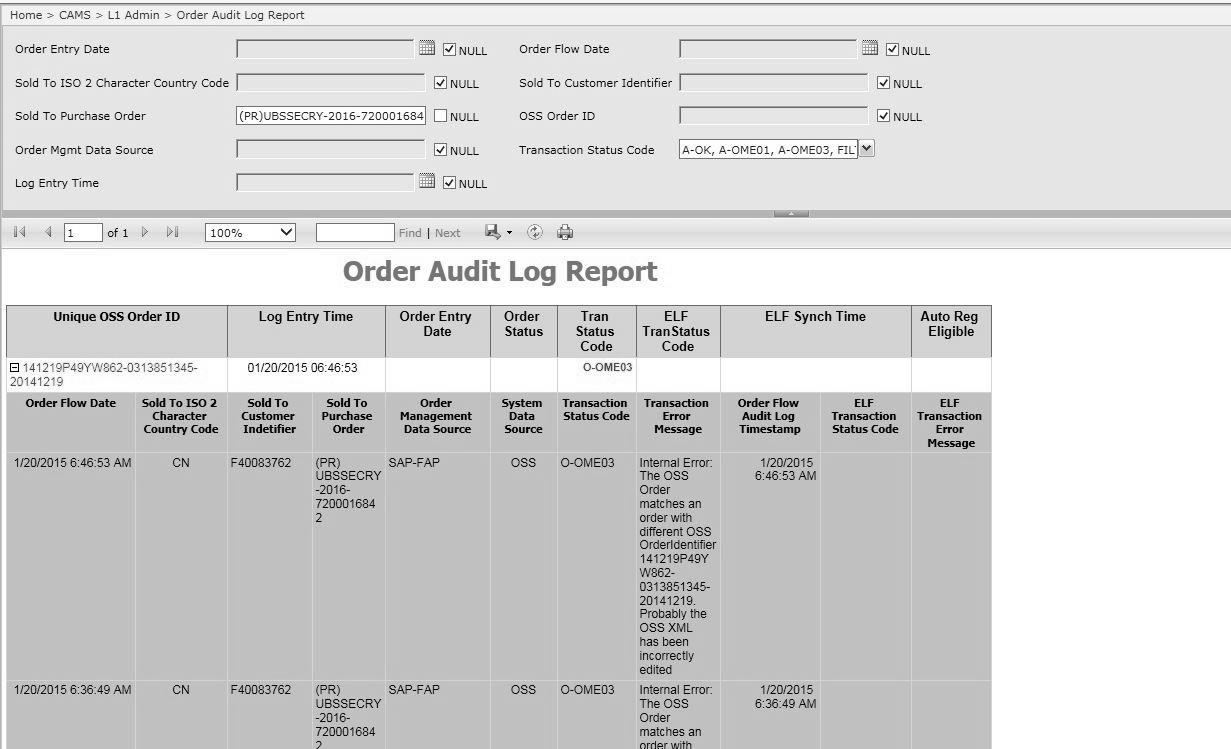 Home > CAMS > L1 Admin > Order Audit Log Report
Order Entry Date NULL Order Flow Date NULL
Sold To ISO 2 Character Country Code NULL Sold To Customer Identifier NULL
Sold To Purchase Order (PR)UBSSECRY-2016-720001684 NULL OSS Order ID NULL
Order Mgmt Data Source NULL Transaction Status Code A-OK, A-OME01, A-OME03, FIL
Log Entry Time NULL
1 of 1 100% Find | Next
Order Audit Log Report
Unique OSS Order ID
Log Entry Time
Order Entry
Date
Order
Status
Tran
Status
Code
ELF
TranStatus
Code
ELF Synch Time
Auto Reg
Eligible
141219P49YW862-0313851345-
20141219
01/20/2015 06:46:53
O-OME03
Order Flow Date
Sold To ISO 2
Character
Country Code
Sold To
Customer
Indetifier
Sold To
Purchase
Order
Order
Management
Data Source
System
Data
Source
Transaction
Status Code
Transaction
Error
Message
Order Flow
Audit Log
Timestamp
ELF
Transaction
Status Code
ELF
Transaction
Error
Message
1/20/2015 6:46:53 AM
CN
F40083762
(PR)
UBSSECRY
-2016-
720001684
2
SAP-FAP
OSS
O-OME03
Internal Error:
The OSS
Order
matches an
order with
different OSS
OrderIdentifier
141219P49Y
W862-
0313851345-
20141219.
Probably the
OSS XML
has been
incorrectly
edited
1/20/2015
6:46:53 AM
1/20/2015 6:36:49 AM
CN
F40083762
(PR)
UBSSECRY
-2016-
720001684
2
SAP-FAP
OSS
O-OME03
Internal Error:
The OSS
Order
matches an
order with
1/20/2015
6:36:49 AM